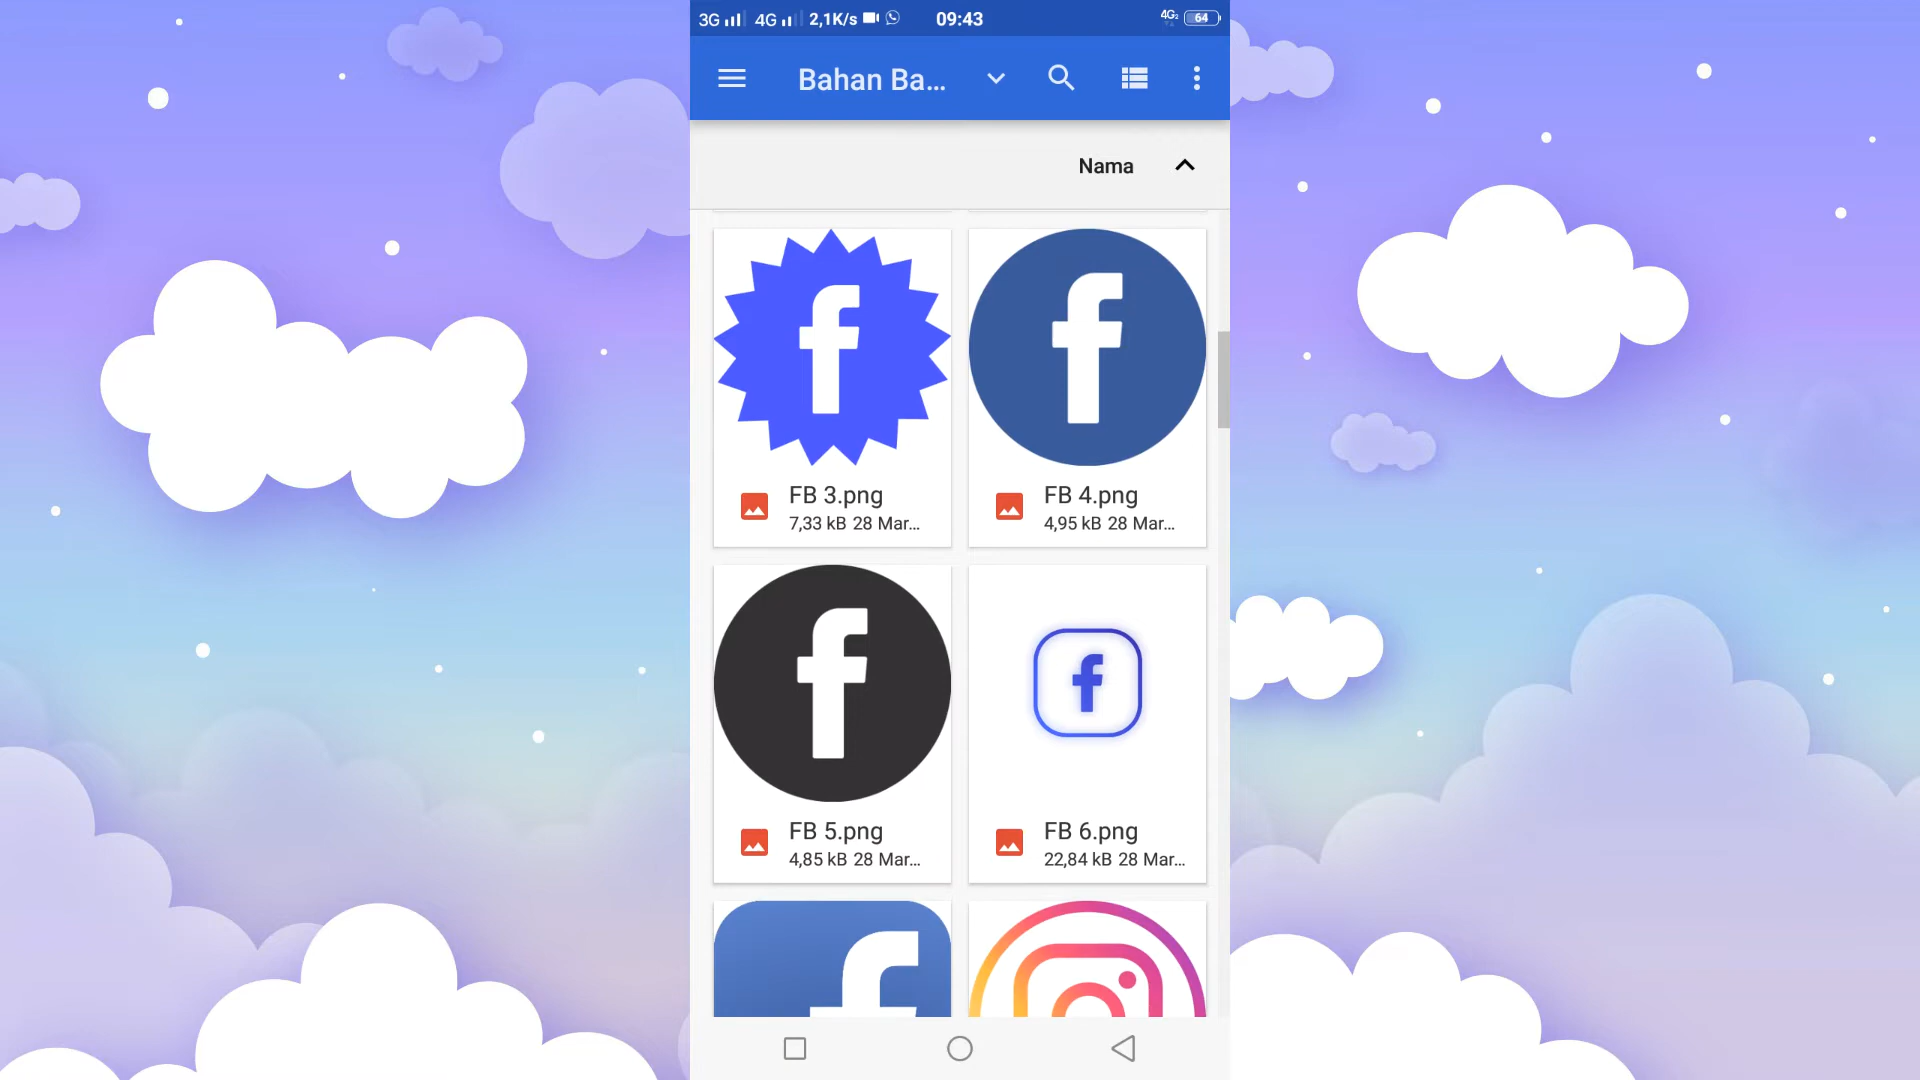 3G 4G 2,1K/s 09:43 4G2 64
Bahan Ba...
Nama
FB 3.png
7,33 kB 28 Mar...
FB 4.png
4,95 kB 28 Mar...
FB 5.png
4,85 kB 28 Mar...
FB 6.png
22,84 kB 28 Mar...